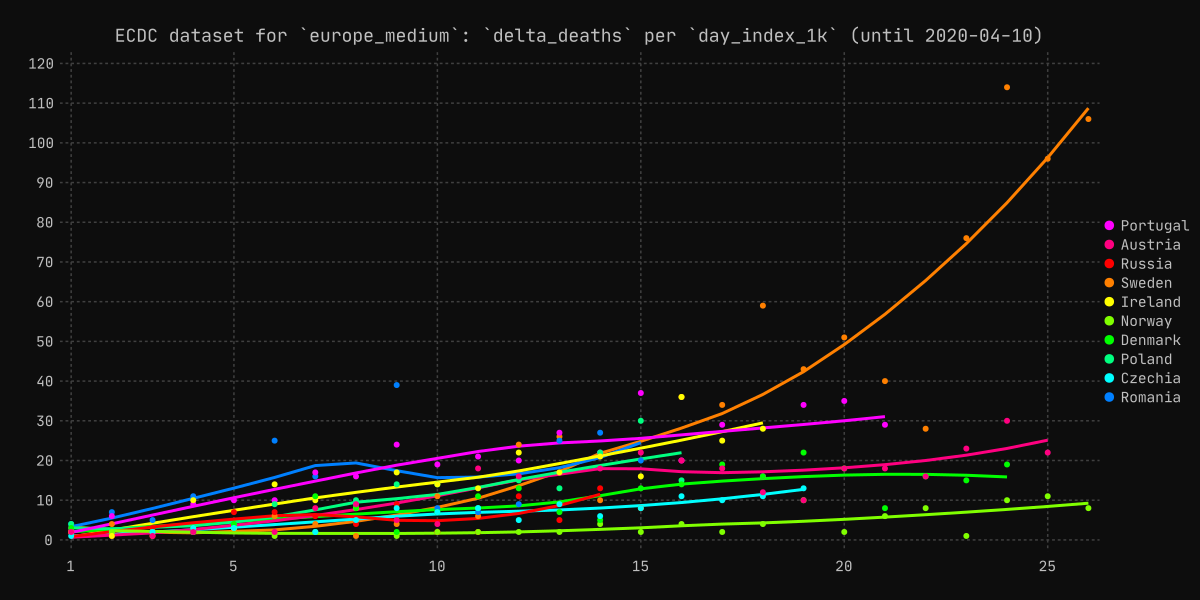 ECDC dataset for `europe_medium`: `delta_deaths` per `day_index_1k` (until 2020-04-10)
120
110
100
90
80
70
60
50
40
30
20
10
0
1 5 10 15 20 25
Portugal
Austria
Russia
Sweden
Ireland
Norway
Denmark
Poland
Czechia
Romania